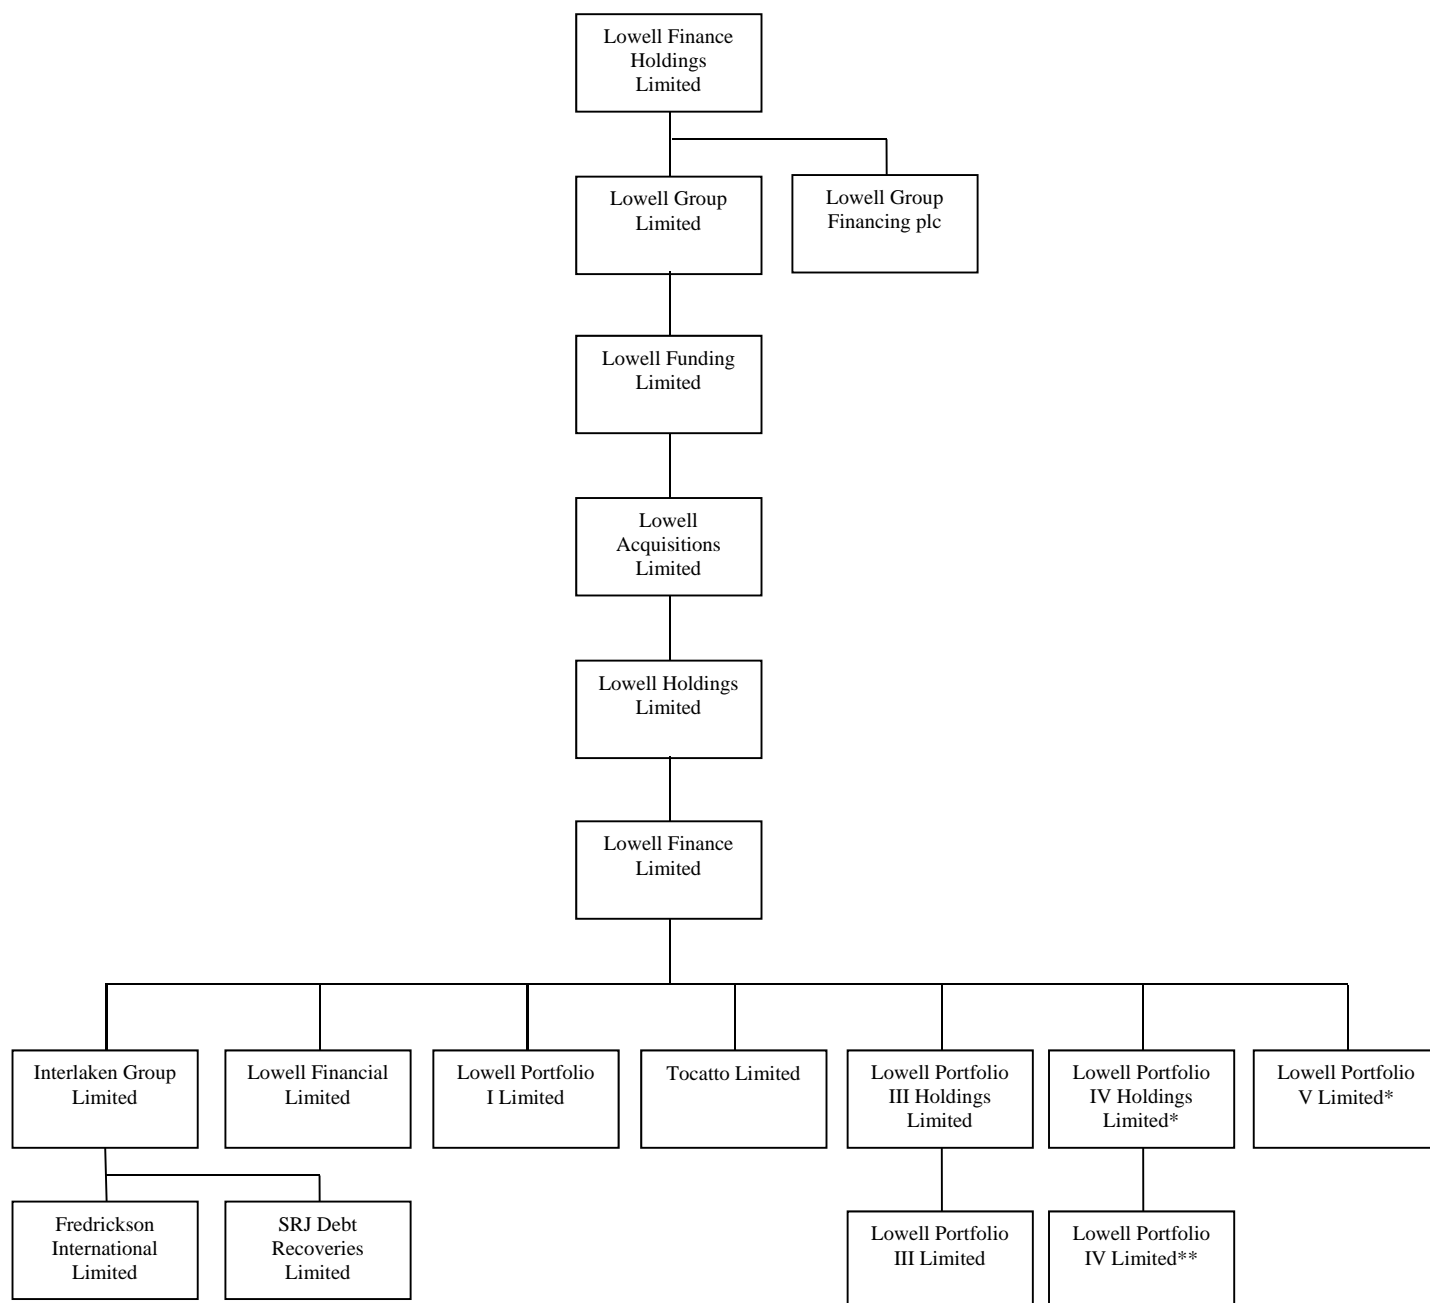 Lowell Finance
Holdings
Limited
Lowell Group
Limited
Lowell Group
Financing plc
Lowell Funding
Limited
Lowell
Acquisitions
Limited
Lowell Holdings
Limited
Lowell Finance
Limited
Interlaken Group
Limited
Lowell Financial
Limited
Lowell Portfolio
I Limited
Tocatto Limited
Lowell Portfolio
III Holdings
Limited
Lowell Portfolio
IV Holdings
Limited*
Lowell Portfolio
V Limited*
Fredrickson
International
Limited
SRJ Debt
Recoveries
Limited
Lowell Portfolio
III Limited
Lowell Portfolio
IV Limited**